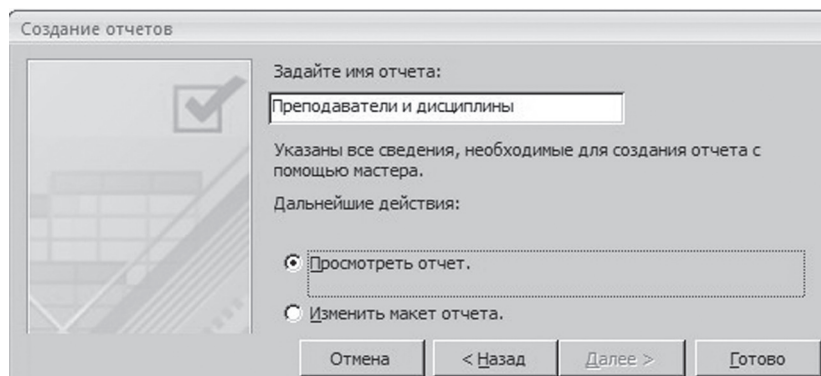 Создание отчетов
Задайте имя отчета:
Преподаватели и дисциплины
Указаны все сведения, необходимые для создания отчета с
помощью мастера.
Дальнейшие действия:
Просмотреть отчет.
Изменить макет отчета.
Отмена < Назад Далее > Готово